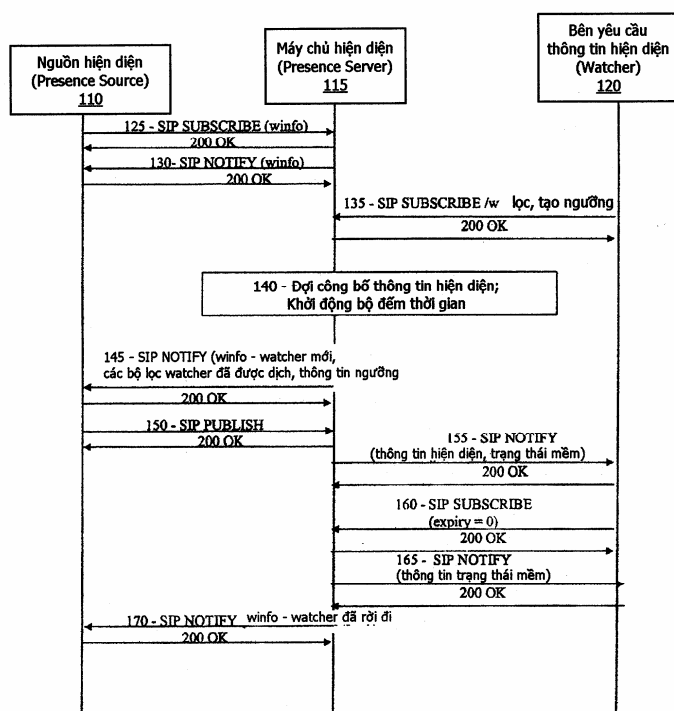 Nguồn hiện diện
(Presence Source)
110
Máy chủ hiện diện
(Presence Server)
115
Bên yêu cầu
thông tin hiện diện
(Watcher)
120
125 - SIP SUBSCRIBE (winfo)
200 OK
130- SIP NOTIFY (winfo)
200 OK
135 - SIP SUBSCRIBE /w lọc, tạo ngưỡng
200 OK
140 - Đợi công bố thông tin hiện diện;
Khởi động bộ đếm thời gian
145 - SIP NOTIFY (winfo - watcher mới,
các bộ lọc watcher đã được dịch, thông tin ngưỡng
200 OK
150 - SIP PUBLISH
200 OK
155 - SIP NOTIFY
(thông tin hiện diện, trạng thái mềm)
200 OK
160 - SIP SUBSCRIBE
(expiry = 0)
200 OK
165 - SIP NOTIFY
(thông tin trạng thái mềm)
200 OK
170 - SIP NOTIFY winfo - watcher đã rời đi
200 OK